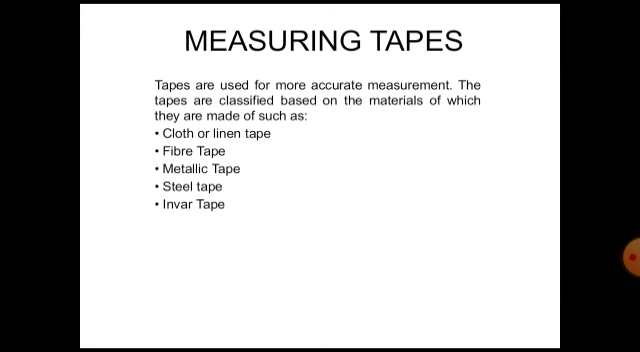 MEASURING TAPES
Tapes are used for more accurate measurement. The
tapes are classified based on the materials of which
they are made of such as:
• Cloth or linen tape
• Fibre Tape
• Metallic Tape
• Steel tape
• Invar Tape